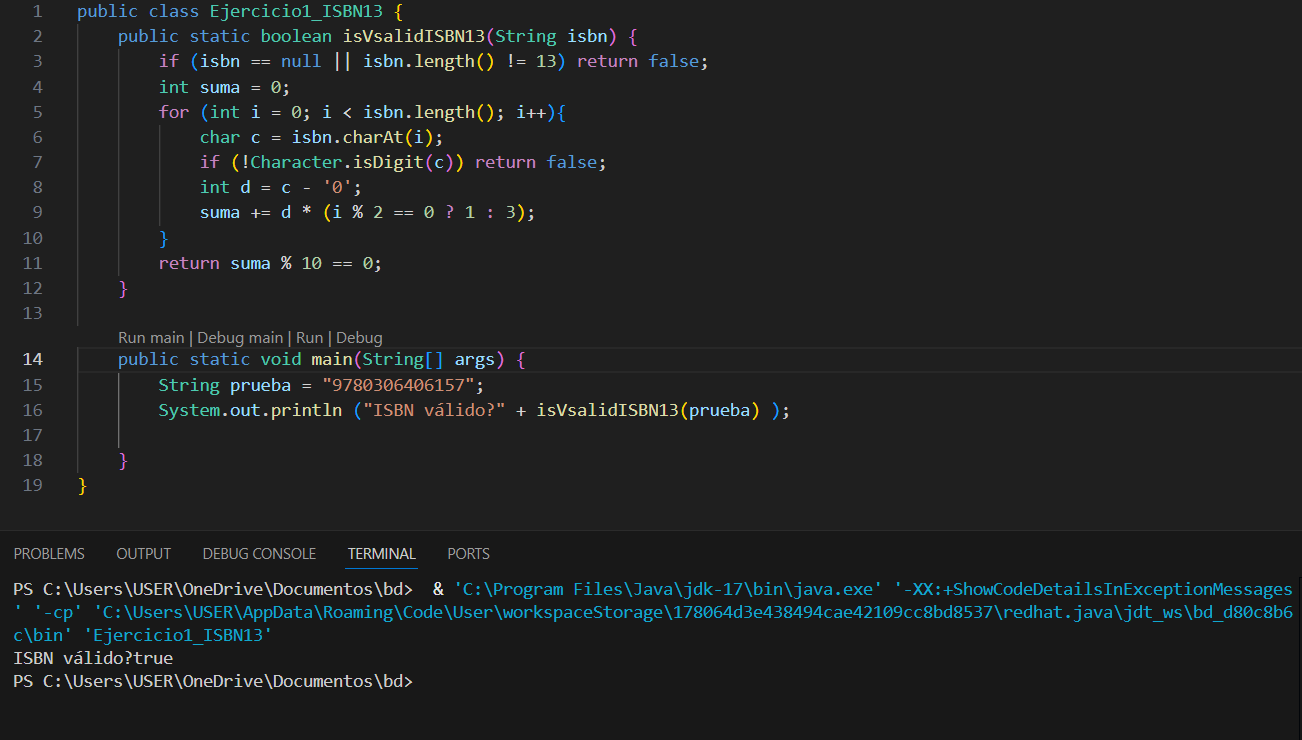 1 public class Ejercicio1_ISBN13 {
2 public static boolean isVsalidISBN13(String isbn) {
3 if (isbn == null || isbn.length() != 13) return false;
4 int suma = 0;
5 for (int i = 0; i < isbn.length(); i++){
6 char c = isbn.charAt(i);
7 if (!Character.isDigit(c)) return false;
8 int d = c - '0';
9 suma += d * (i % 2 == 0 ? 1 : 3);
10 }
11 return suma % 10 == 0;
12 }
13
Run main | Debug main | Run | Debug
14 public static void main(String[] args) {
15 String prueba = "9780306406157";
16 System.out.println ("ISBN válido?" + isVsalidISBN13(prueba) );
17
18 }
19 }
PROBLEMS OUTPUT DEBUG CONSOLE TERMINAL PORTS
PS C:\Users\USER\OneDrive\Documentos\bd> & 'C:\Program Files\Java\jdk-17\bin\java.exe' '-XX:+ShowCodeDetailsInExceptionMessages
' '-cp' 'C:\Users\USER\AppData\Roaming\Code\User\workspaceStorage\178064d3e438494cae42109cc8bd8537\redhat.java\jdt_ws\bd_d80c8b6
c\bin' 'Ejercicio1_ISBN13'
ISBN válido?true
PS C:\Users\USER\OneDrive\Documentos\bd>